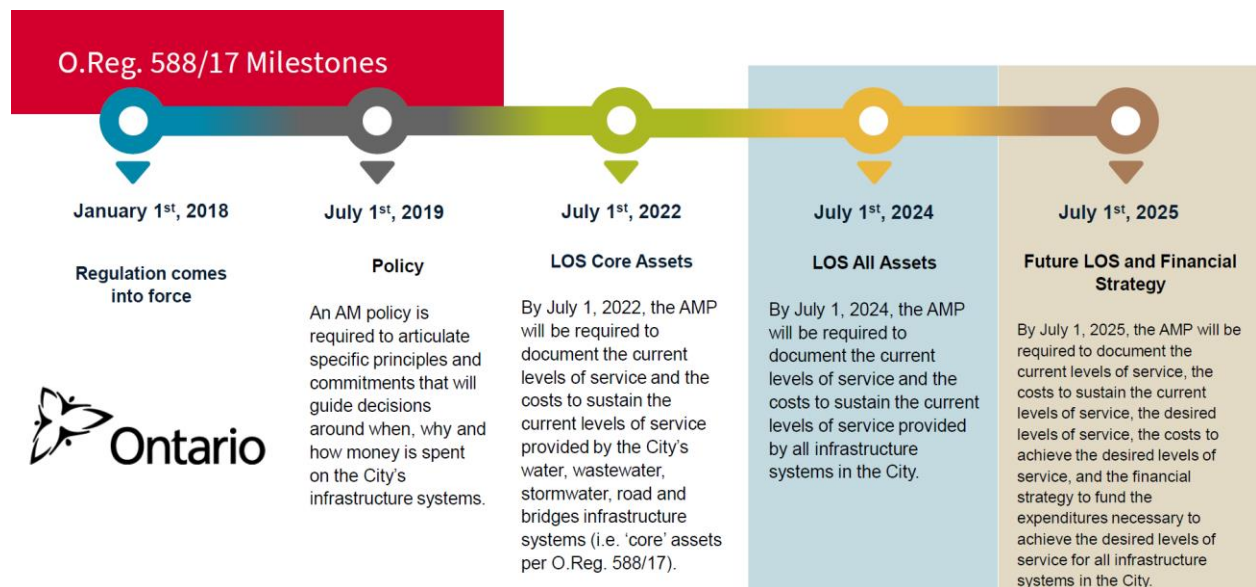 O.Reg. 588/17 Milestones
January 1st, 2018
Regulation comes
into force
Ontario
July 1st, 2019
Policy
An AM policy is
required to articulate
specific principles and
commitments that will
guide decisions
around when, why and
how money is spent
on the City's
infrastructure systems.
July 1st, 2022
LOS Core Assets
By July 1, 2022, the AMP
will be required to
document the current
levels of service and the
costs to sustain the
current levels of service
provided by the City's
water, wastewater,
stormwater, road and
bridges infrastructure
systems (i.e. 'core' assets
per O.Reg. 588/17).
July 1st, 2024
LOS All Assets
By July 1, 2024, the AMP
will be required to
document the current
levels of service and the
costs to sustain the current
levels of service provided
by all infrastructure
systems in the City.
July 1st, 2025
Future LOS and Financial
Strategy
By July 1, 2025, the AMP will be
required to document the
current levels of service, the
costs to sustain the current
levels of service, the desired
levels of service, the costs to
achieve the desired levels of
service, and the financial
strategy to fund the
expenditures necessary to
achieve the desired levels of
service for all infrastructure
systems in the City.